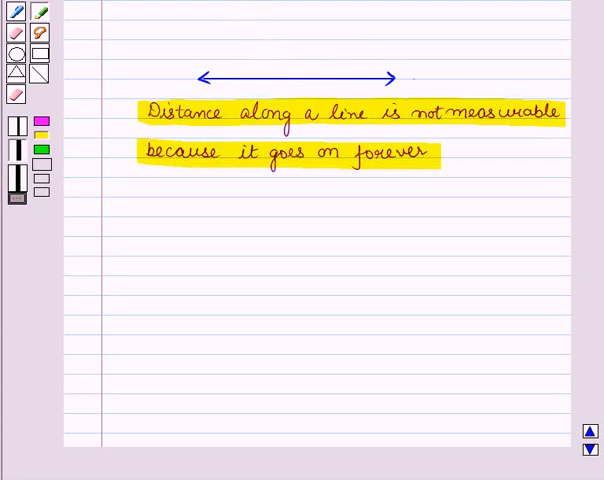 Distance along a line is not measurable
because it goes on forever